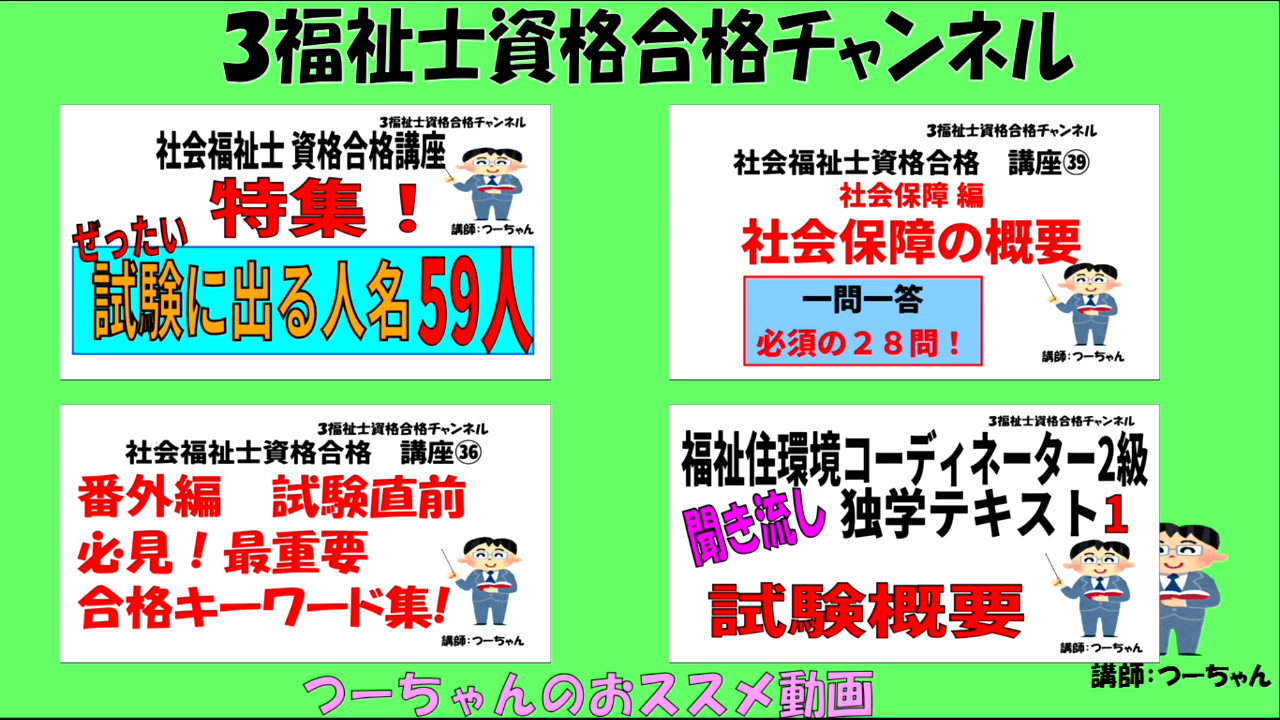 3福祉士資格合格チャンネル
3福祉士資格合格チャンネル
社会福祉士 資格合格講座
特集！
講師：つーちゃん
ぜったい
試験に出る人名59人
3福祉士資格合格チャンネル
社会福祉士資格合格　講座㊴
社会保障 編
社会保障の概要
一問一答
必須の２８問！
講師：つーちゃん
3福祉士資格合格チャンネル
社会福祉士資格合格　講座㊱
番外編　試験直前
必見！最重要
合格キーワード集!
講師：つーちゃん
3福祉士資格合格チャンネル
福祉住環境コーディネーター2級
聞き流し 独学テキスト1
試験概要
講師：つーちゃん
講師：つーちゃん
つーちゃんのおススメ動画